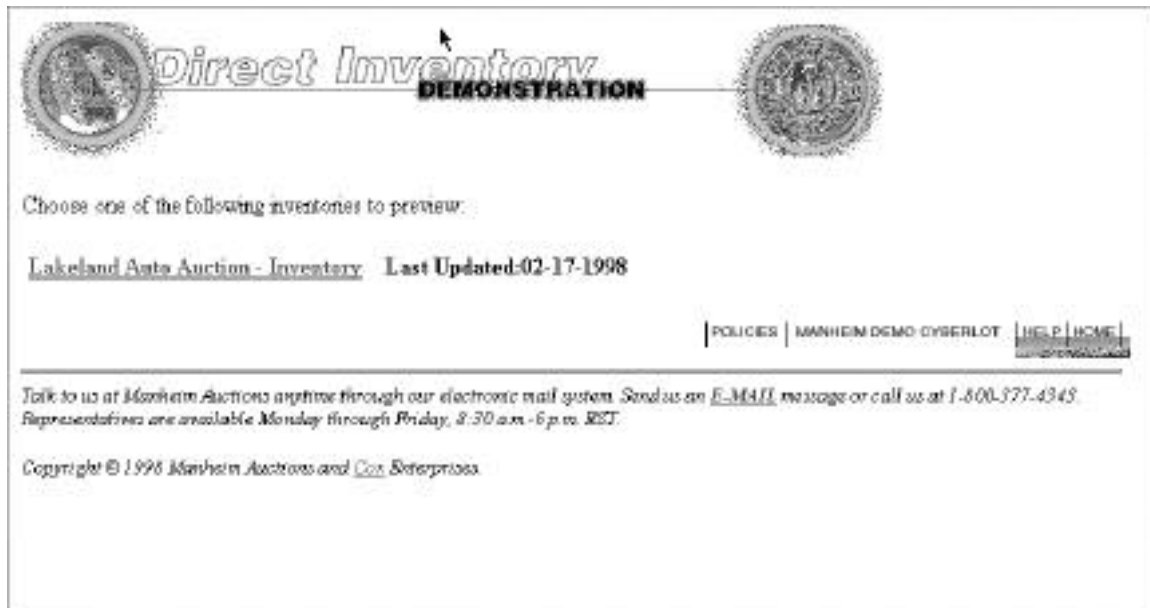 Direct Inventory
DEMONSTRATION
Choose one of the following inventories to preview:
Lakeland Auto Auction - Inventory Last Updated:02-17-1998
POLICIES | MANHEIM DEMO CYBERLOT | HELP | HOME |
Talk to us at Manheim Auctions anytime through our electronic mail system. Send us an E-MAIL message or call us at 1-800-377-4343.
Representatives are available Monday through Friday, 8:30 a.m.-6 p.m. EST.
Copyright © 1998 Manheim Auctions and Cox Enterprises.